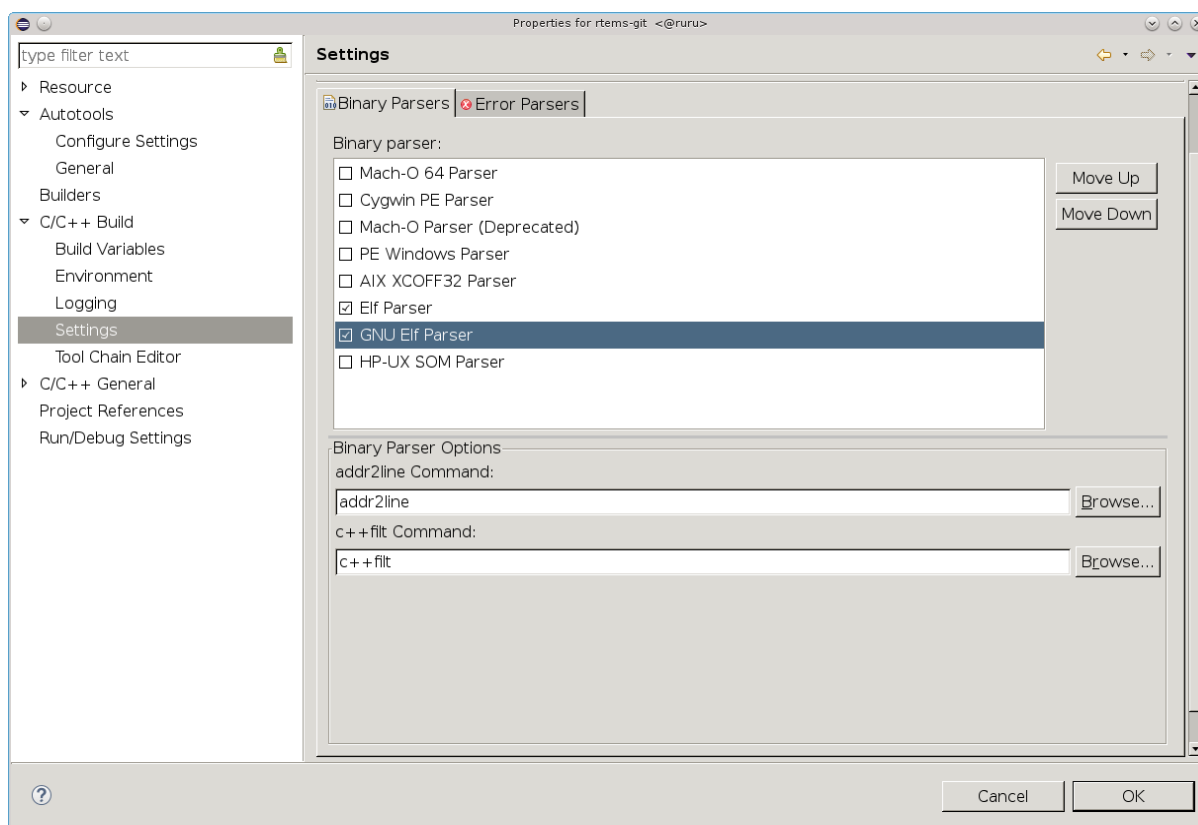 Properties for rtems-git <@ruru>
type filter text
Resource
Autotools
Configure Settings
General
Builders
C/C++ Build
Build Variables
Environment
Logging
Settings
Tool Chain Editor
C/C++ General
Project References
Run/Debug Settings
Settings
Binary Parsers
Error Parsers
Binary parser:
Mach-O 64 Parser
Cygwin PE Parser
Mach-O Parser (Deprecated)
PE Windows Parser
AIX XCOFF32 Parser
Elf Parser
GNU Elf Parser
HP-UX SOM Parser
Move Up
Move Down
Binary Parser Options
addr2line Command:
addr2line
Browse...
c++filt Command:
c++filt
Browse...
Cancel
OK